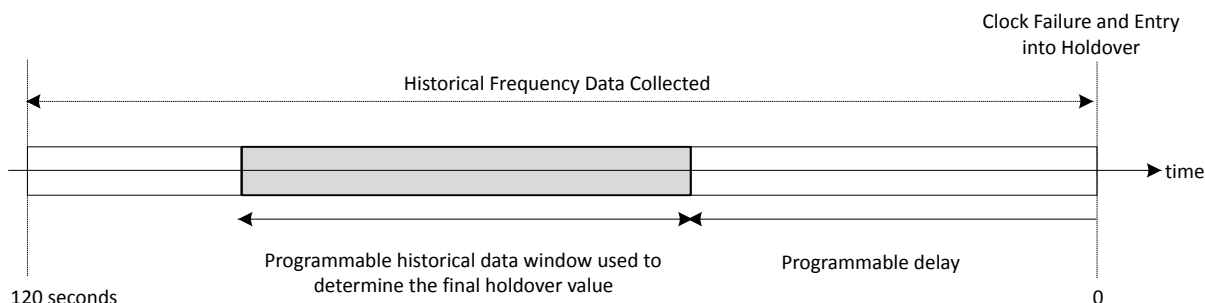 Clock Failure and Entry
into Holdover
Historical Frequency Data Collected
time
Programmable historical data window used to
determine the final holdover value
Programmable delay
120 seconds
0